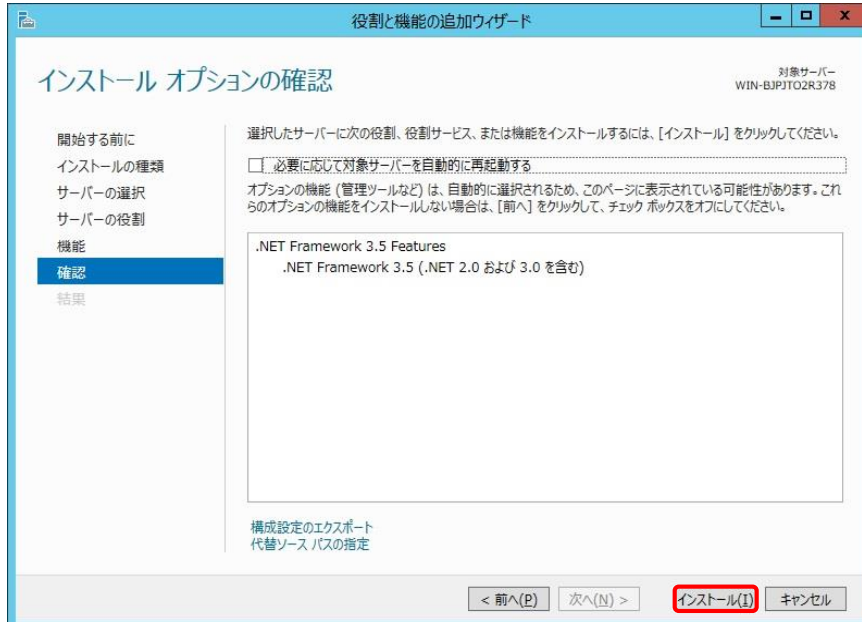 役割と機能の追加ウィザード
インストール オプションの確認
対象サーバー
WIN-BJPJTO2R378
開始する前に
インストールの種類
サーバーの選択
サーバーの役割
機能
確認
結果
選択したサーバーに次の役割、役割サービス、または機能をインストールするには、[インストール] をクリックしてください。
必要に応じて対象サーバーを自動的に再起動する
オプションの機能 (管理ツールなど) は、自動的に選択されるため、このページに表示されている可能性があります。これ
らのオプションの機能をインストールしない場合は、[前へ] をクリックして、チェック ボックスをオフにしてください。
.NET Framework 3.5 Features
.NET Framework 3.5 (.NET 2.0 および 3.0 を含む)
構成設定のエクスポート
代替ソース パスの指定
< 前へ(P) 次へ(N) > インストール(I) キャンセル